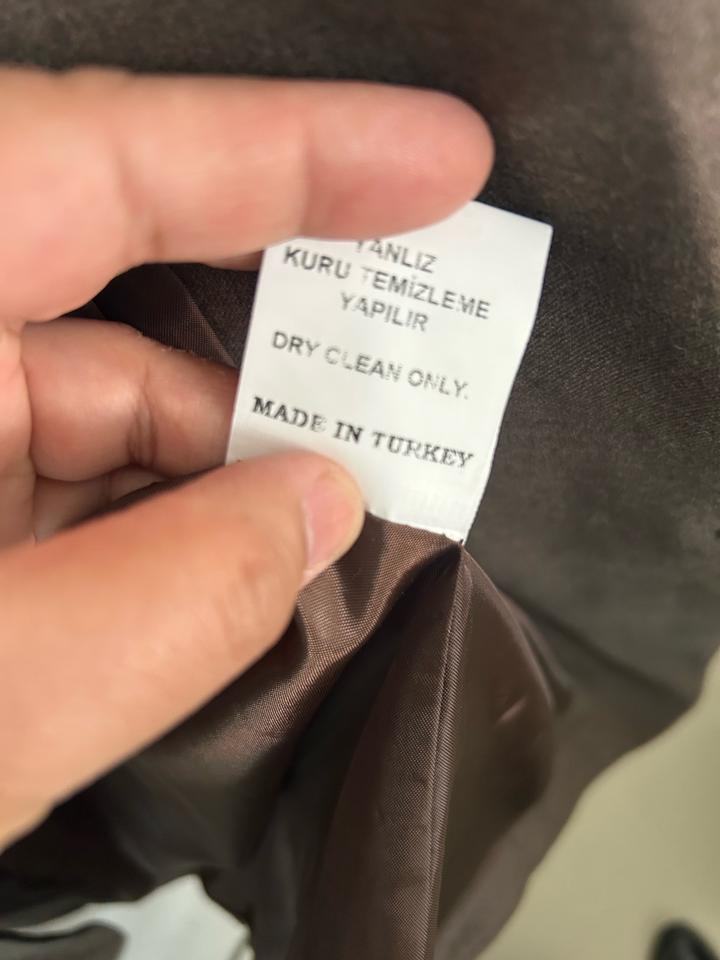 YANLIZ
KURU TEMİZLEME
YAPILIR
DRY CLEAN ONLY.
MADE IN TURKEY